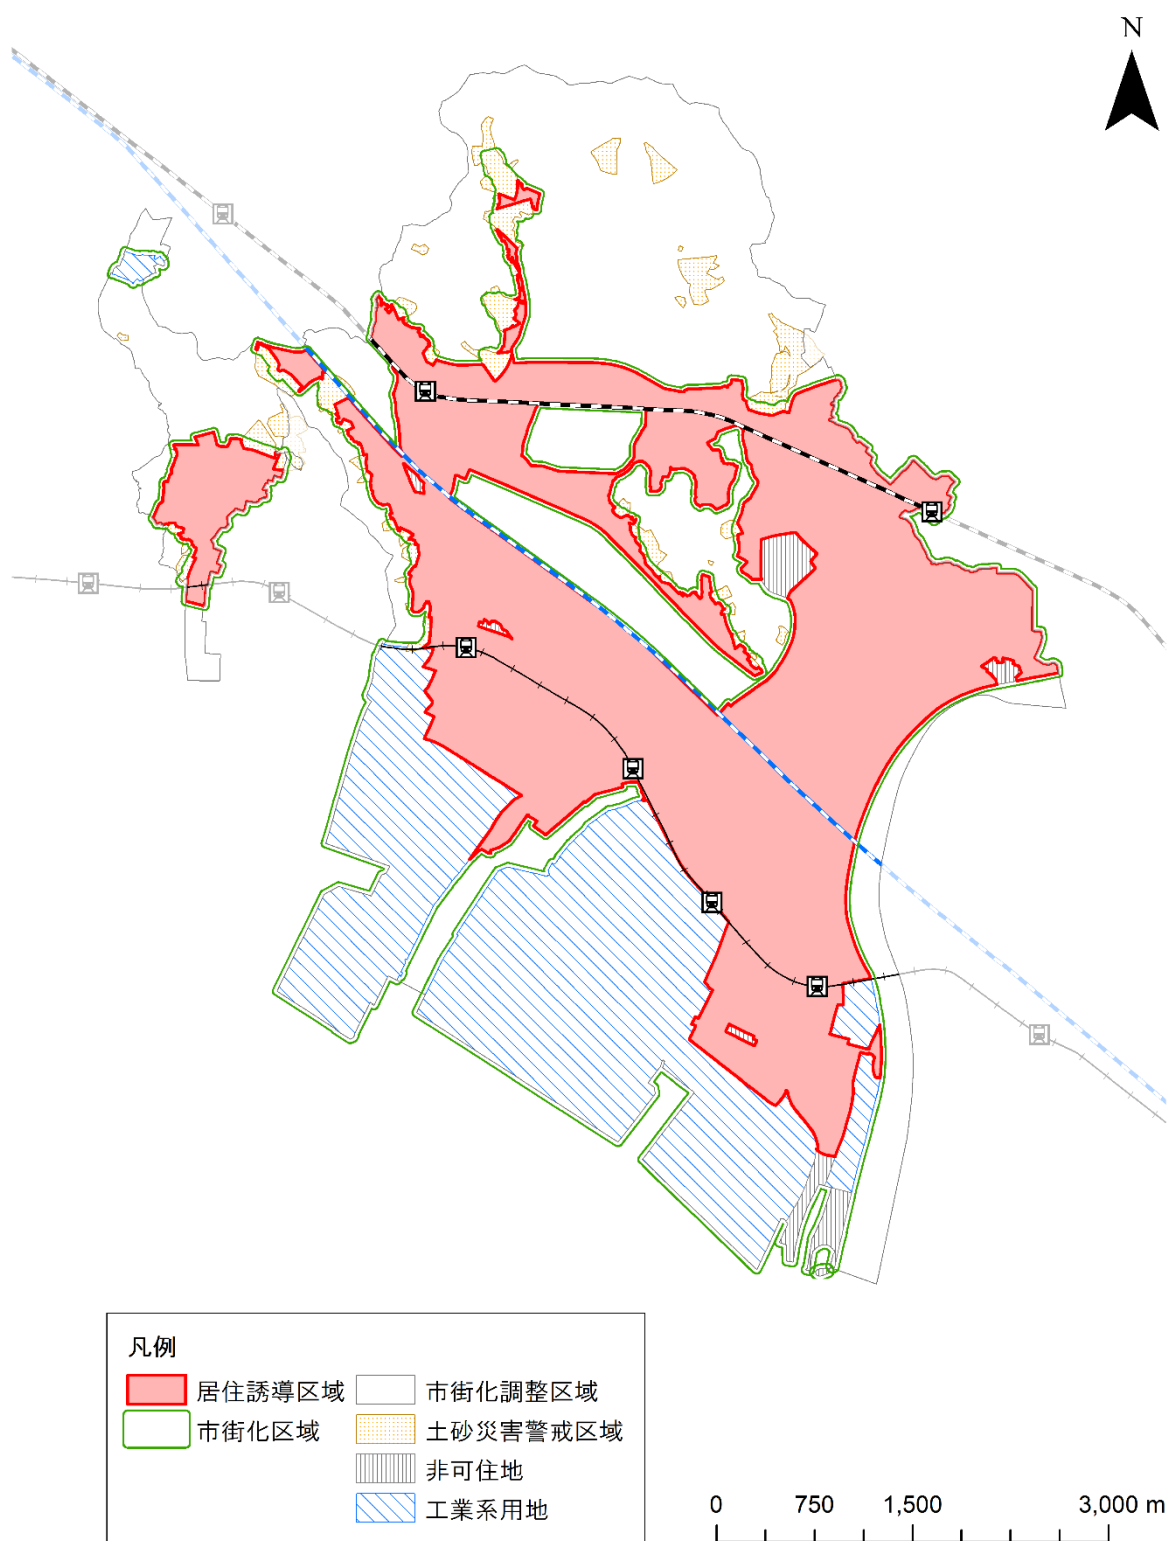 N
凡例
居住誘導区域
市街化調整区域
市街化区域
土砂災害警戒区域
非可住地
工業系用地
0 750 1,500 3,000 m